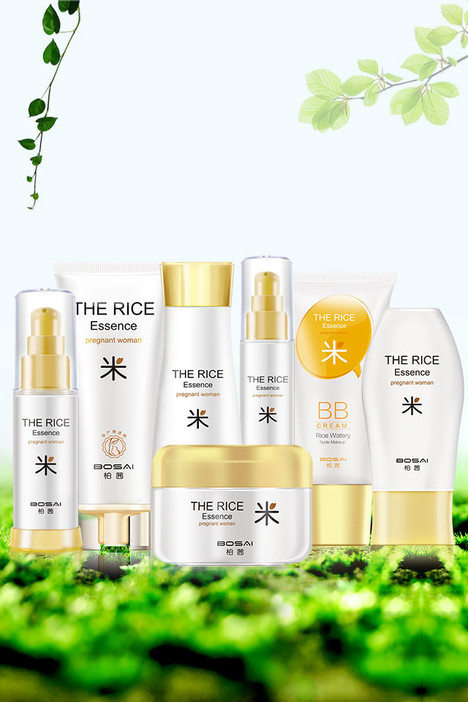 THE RICE
Essence
pregnant woman
米
BOSAI
柏茜
THE RICE
Essence
pregnant woman
米
BOSAI
柏茜
THE RICE
Essence
pregnant woman
米
THE RICE
Essence
pregnant woman
米
THE RICE
Essence
米
BB
CREAM
Rice Watery
Nude Makeup
BOSAI
柏茜
THE RICE
Essence
pregnant woman
米
BOSAI
柏茜
THE RICE
Essence
pregnant woman
米
BOSAI
柏茜